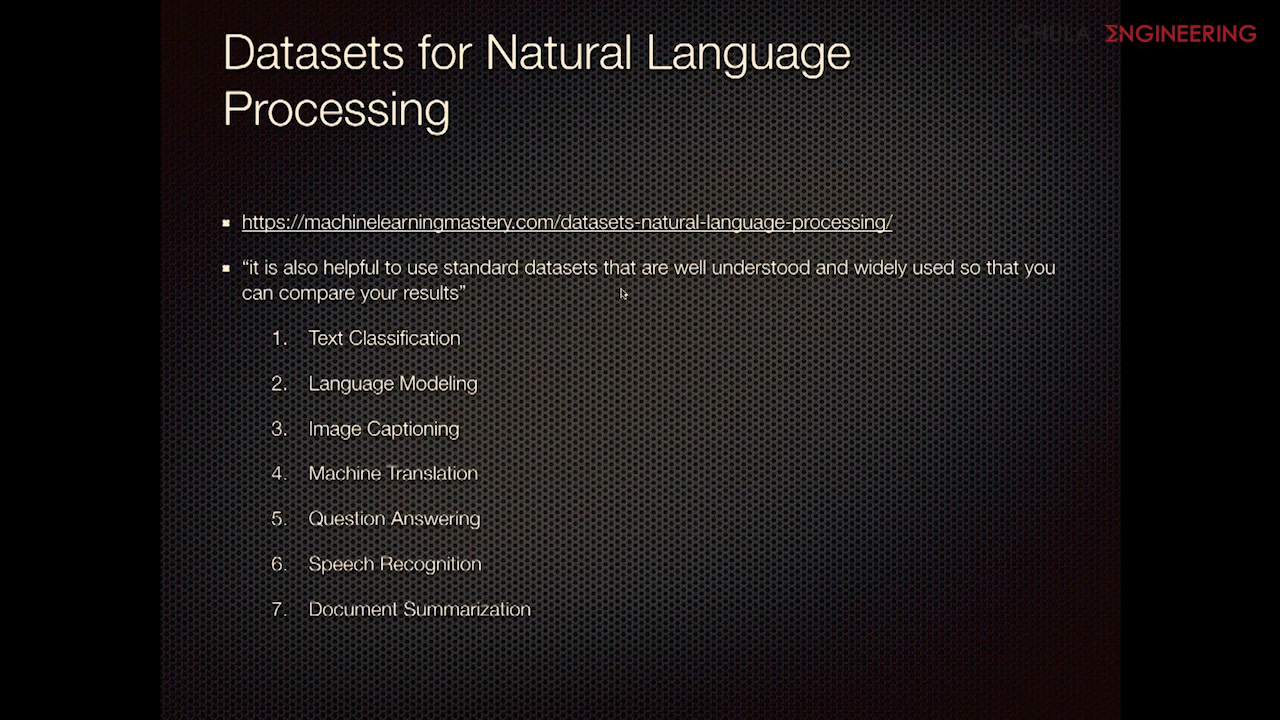 CHULA ΣNGINEERING
Datasets for Natural Language
Processing
https://machinelearningmastery.com/datasets-natural-language-processing/
“it is also helpful to use standard datasets that are well understood and widely used so that you
can compare your results”
1. Text Classification
2. Language Modeling
3. Image Captioning
4. Machine Translation
5. Question Answering
6. Speech Recognition
7. Document Summarization